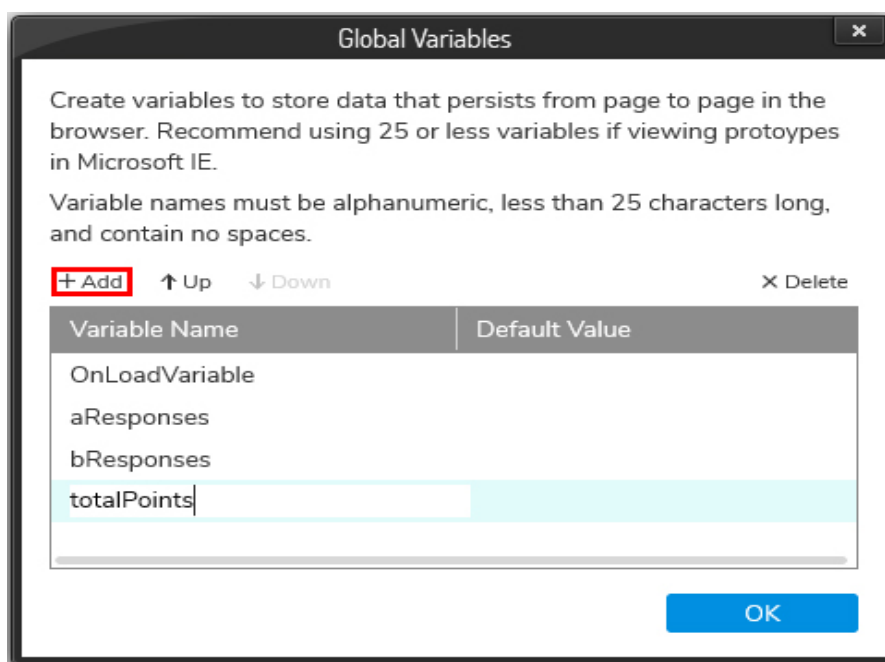 Global Variables
Create variables to store data that persists from page to page in the
browser. Recommend using 25 or less variables if viewing protoypes
in Microsoft IE.
Variable names must be alphanumeric, less than 25 characters long,
and contain no spaces.
+ Add ↑ Up ↓ Down × Delete
Variable Name Default Value
OnLoadVariable
aResponses
bResponses
totalPoints
OK